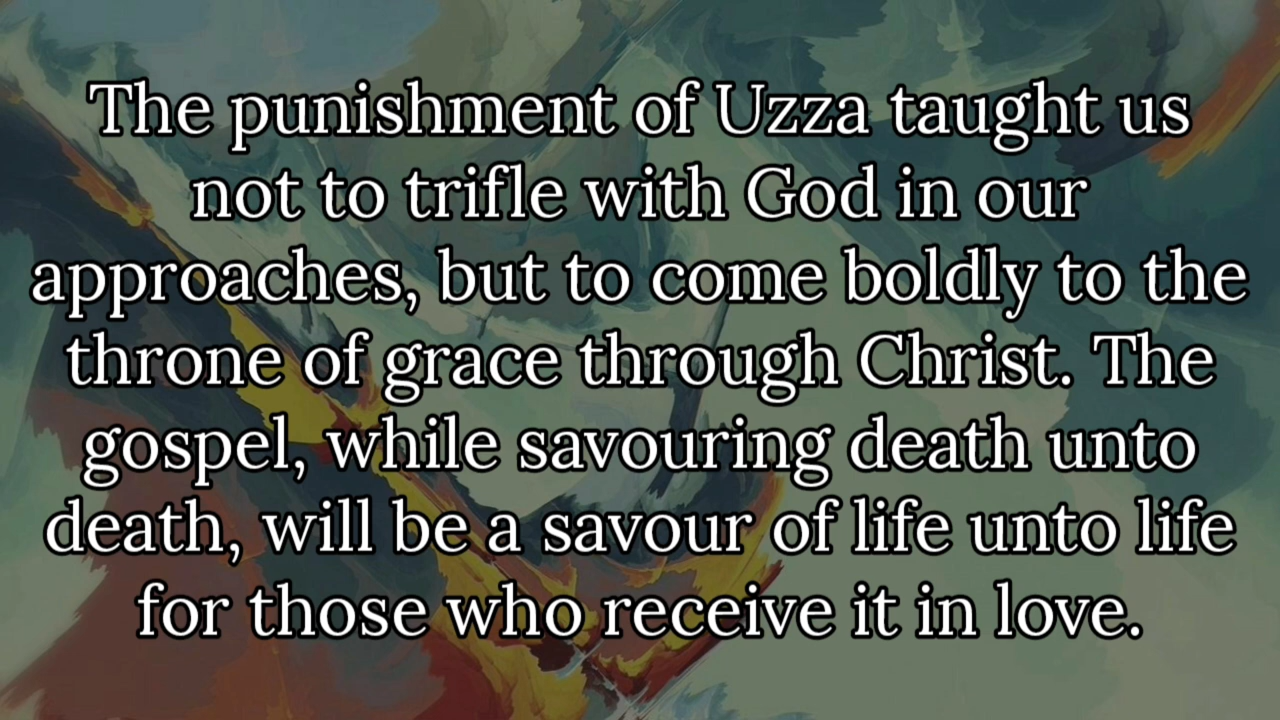 The punishment of Uzza taught us
not to trifle with God in our
approaches, but to come boldly to the
throne of grace through Christ. The
gospel, while savouring death unto
death, will be a savour of life unto life
for those who receive it in love.